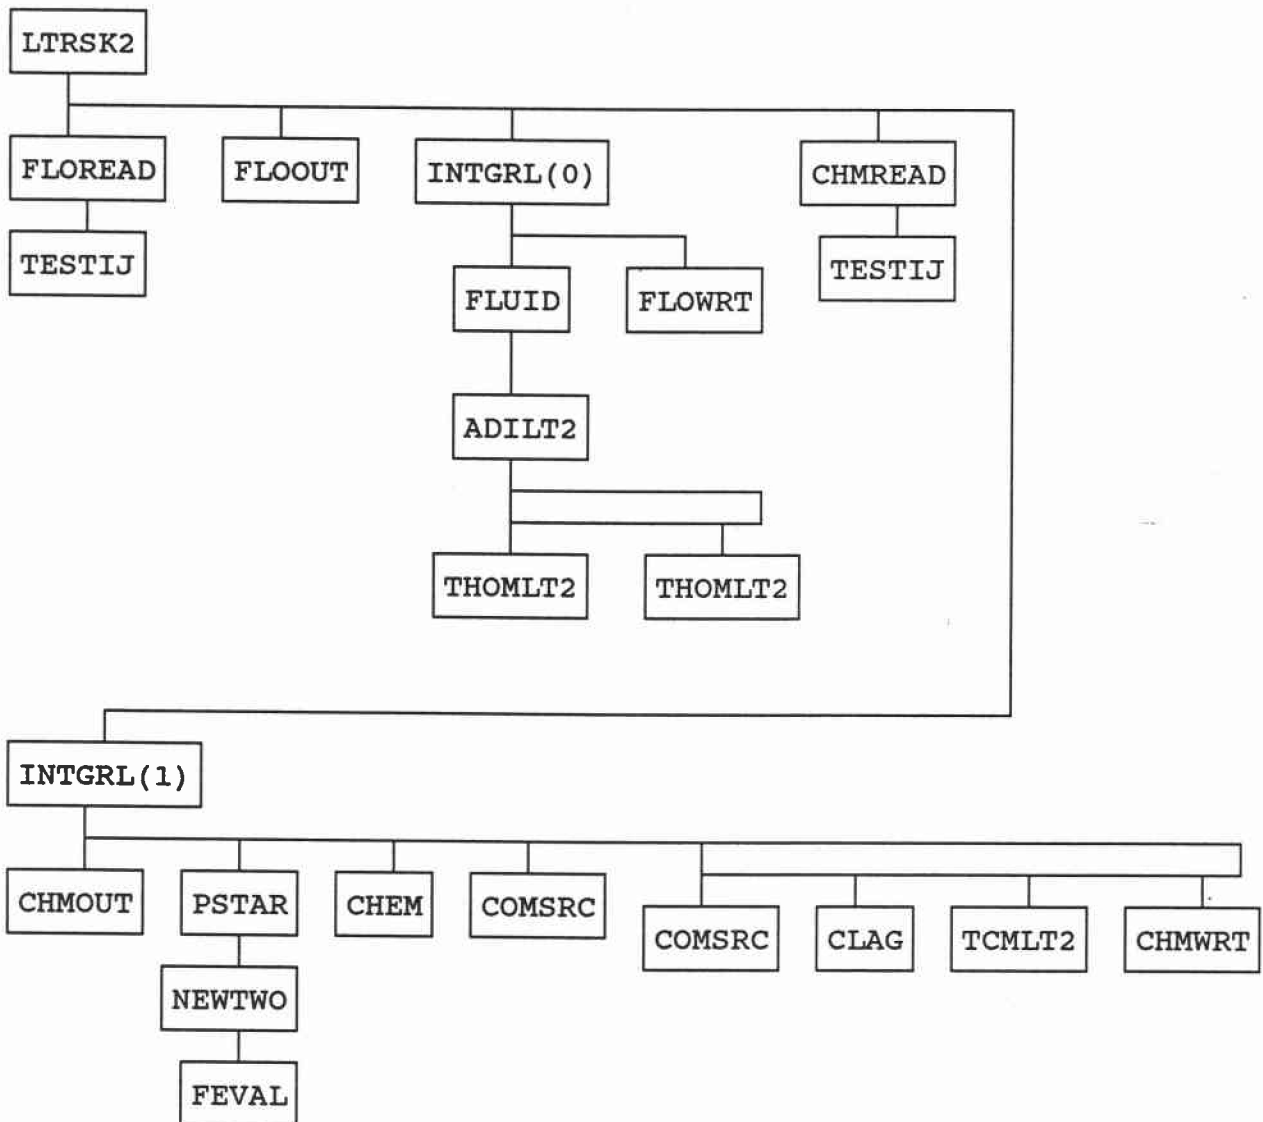 LTRSK2
FLOREAD
FLOOUT
INTGRL(0)
CHMREAD
TESTIJ
TESTIJ
FLUID
FLOWRT
ADILT2
THOMLT2
THOMLT2
INTGRL(1)
CHMOUT
PSTAR
CHEM
COMSRC
COMSRC
CLAG
TCMLT2
CHMWRT
NEWTWO
FEVAL